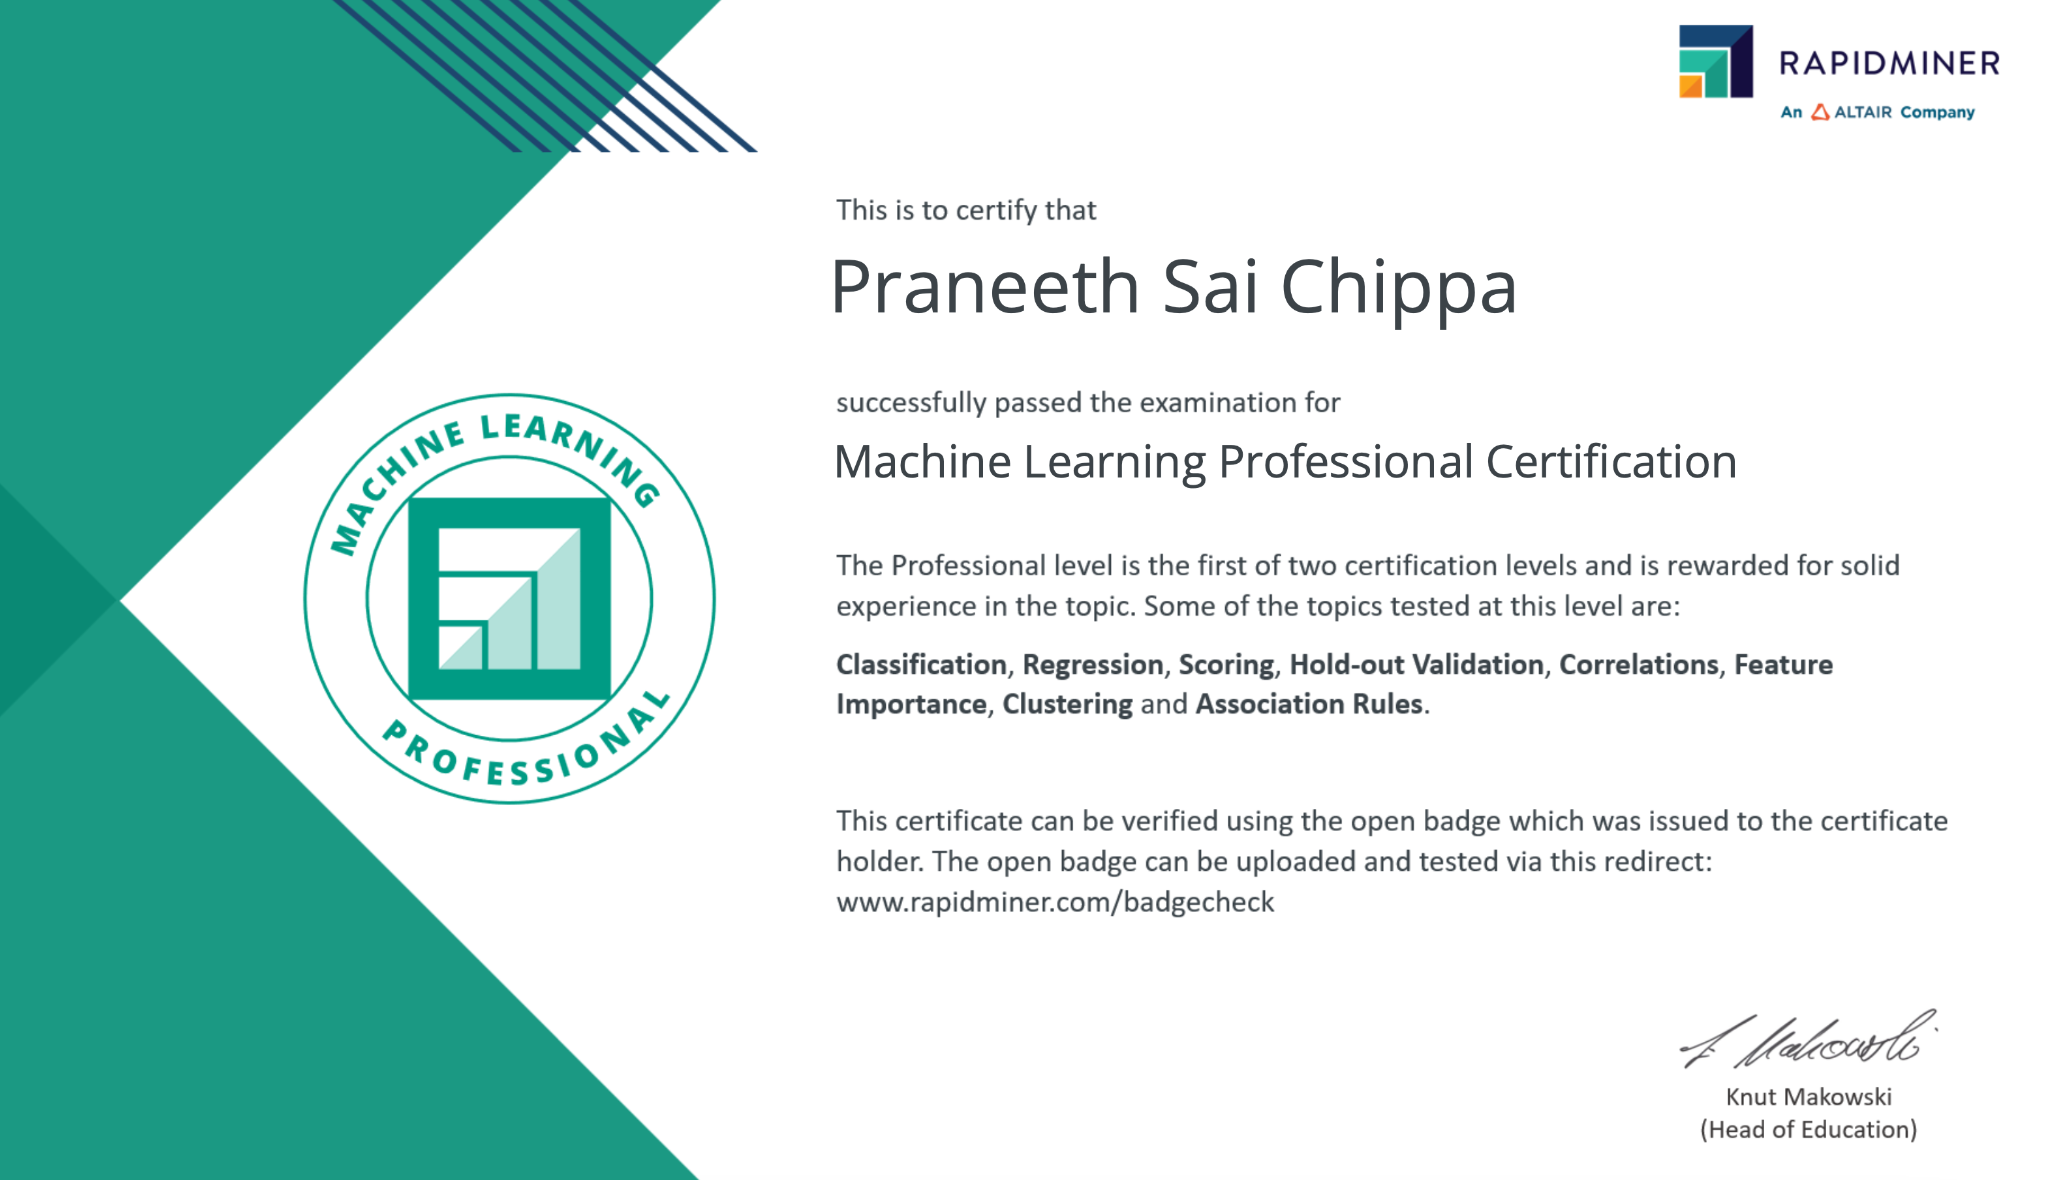 RAPIDMINER
An ALTAIR Company
This is to certify that
Praneeth Sai Chippa
successfully passed the examination for
Machine Learning Professional Certification
MACHINE LEARNING
PROFESSIONAL
The Professional level is the first of two certification levels and is rewarded for solid
experience in the topic. Some of the topics tested at this level are:
Classification, Regression, Scoring, Hold-out Validation, Correlations, Feature
Importance, Clustering and Association Rules.
This certificate can be verified using the open badge which was issued to the certificate
holder. The open badge can be uploaded and tested via this redirect:
www.rapidminer.com/badgecheck
Knut Makowski
(Head of Education)